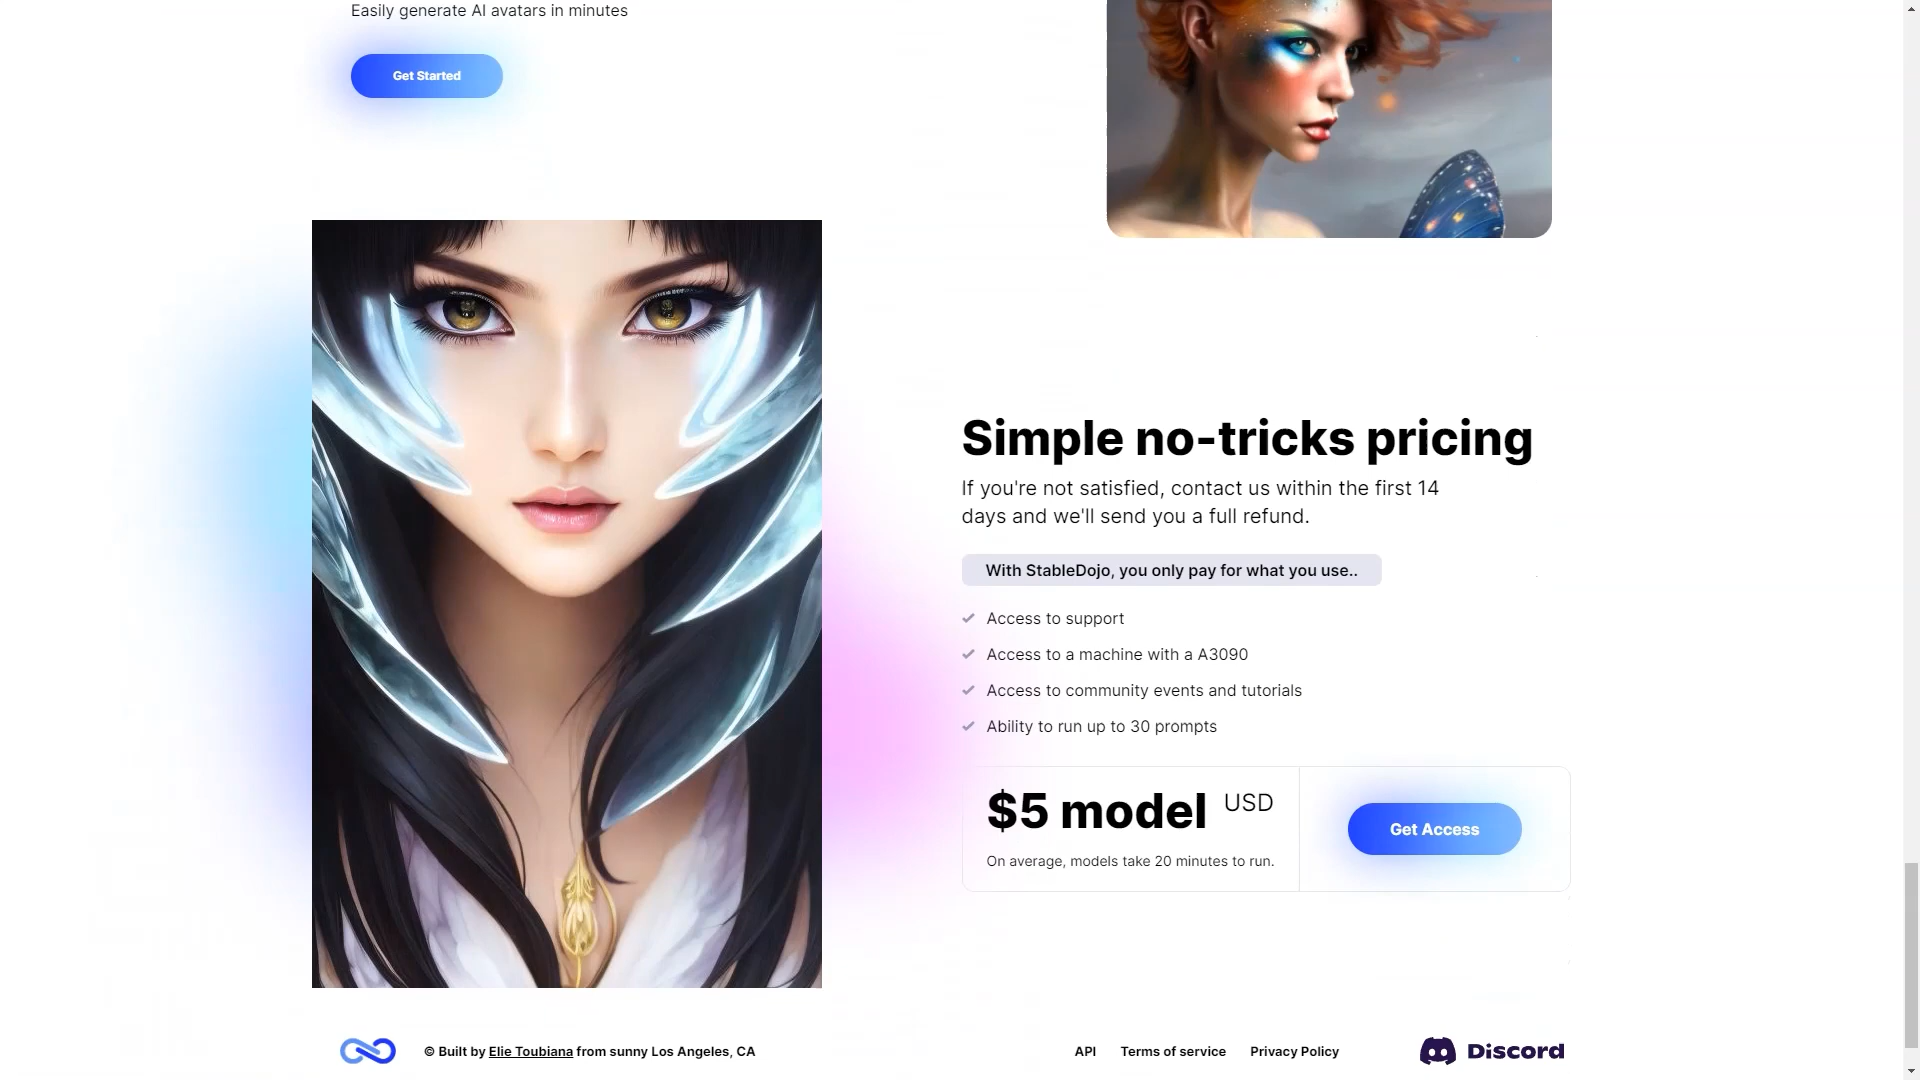 Easily generate AI avatars in minutes
Get Started
Simple no-tricks pricing
If you're not satisfied, contact us within the first 14
days and we'll send you a full refund.
With StableDojo, you only pay for what you use..
Access to support
Access to a machine with a A3090
Access to community events and tutorials
Ability to run up to 30 prompts
$5 model USD
On average, models take 20 minutes to run.
Get Access
© Built by Elie Toubiana from sunny Los Angeles, CA
API
Terms of service
Privacy Policy
Discord